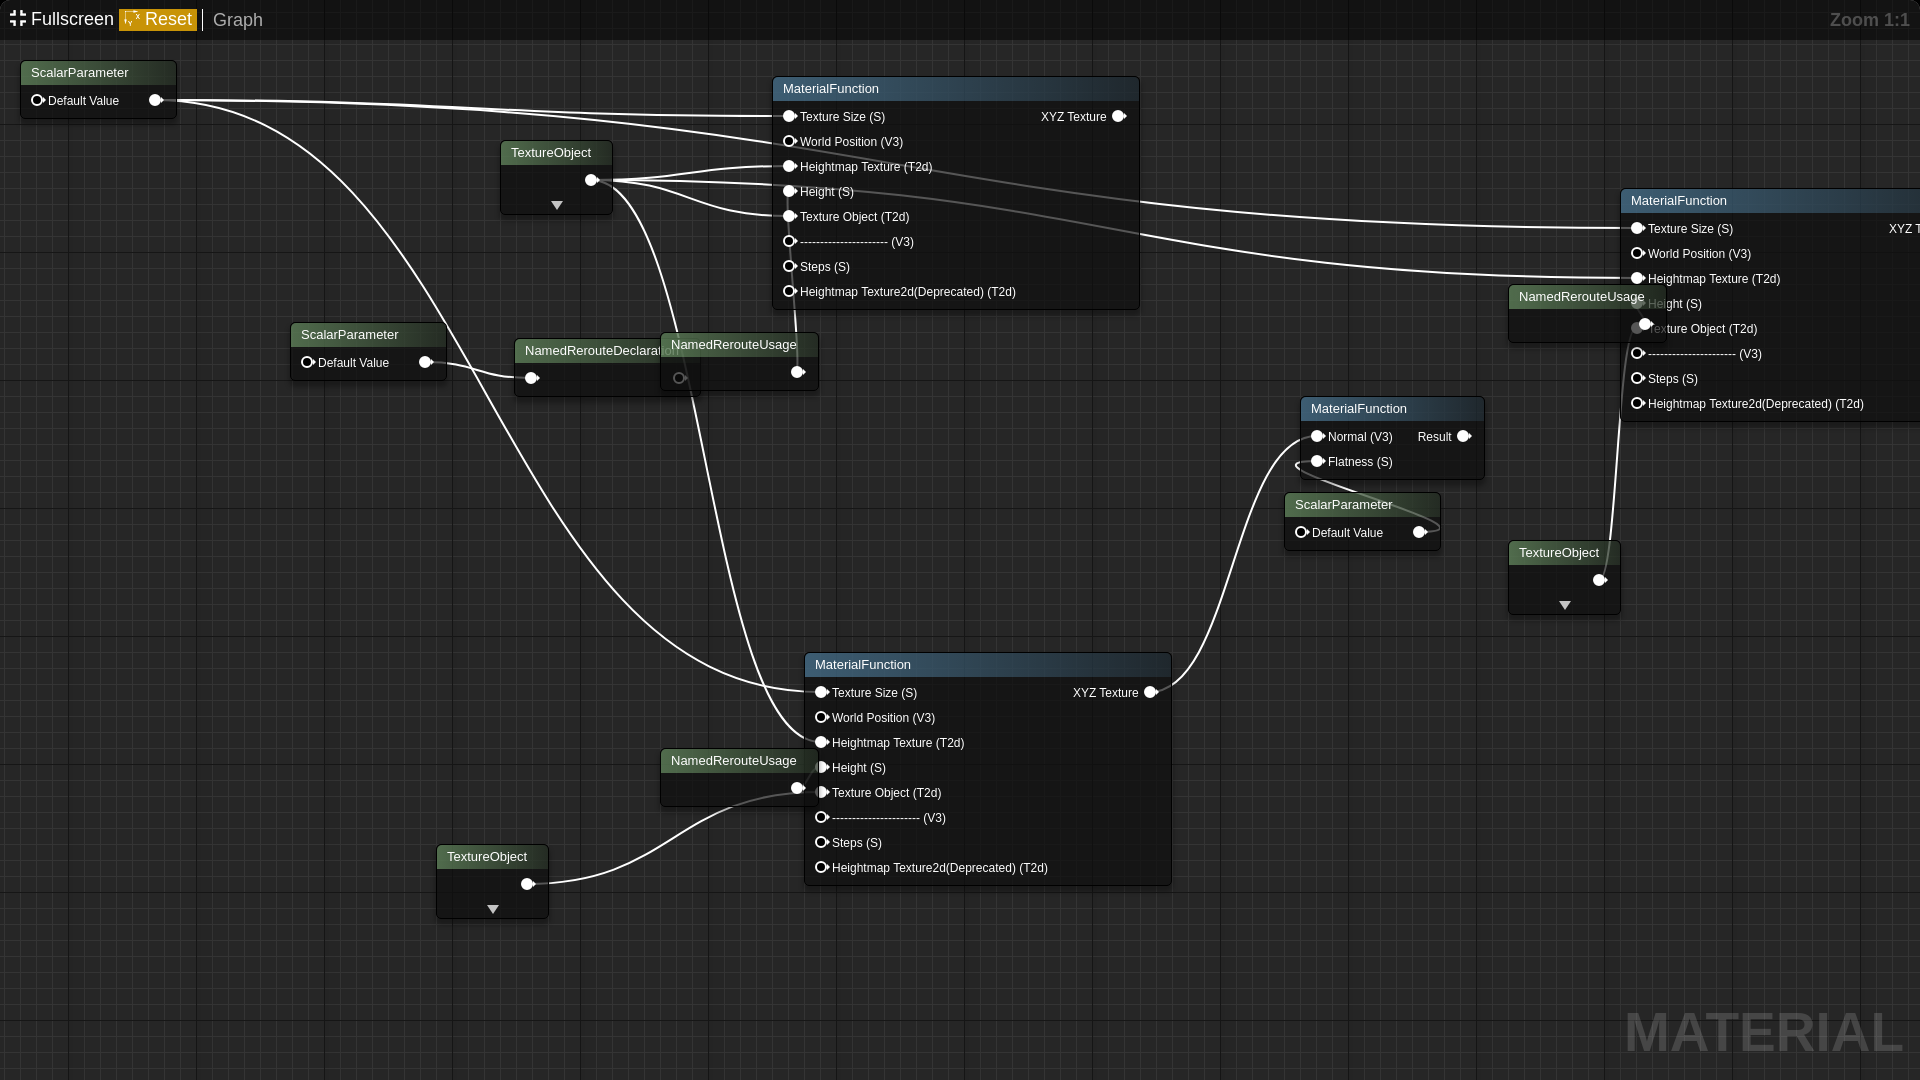 Fullscreen Reset Graph
Zoom 1:1
ScalarParameter
Default Value
TextureObject
MaterialFunction
Texture Size (S) XYZ Texture
World Position (V3)
Heightmap Texture (T2d)
Height (S)
Texture Object (T2d)
---------------------- (V3)
Steps (S)
Heightmap Texture2d(Deprecated) (T2d)
MaterialFunction
Texture Size (S) XYZ T
World Position (V3)
Heightmap Texture (T2d)
Height (S)
Texture Object (T2d)
---------------------- (V3)
Steps (S)
Heightmap Texture2d(Deprecated) (T2d)
NamedRerouteUsage
ScalarParameter
Default Value
NamedRerouteDeclaration
NamedRerouteUsage
MaterialFunction
Normal (V3) Result
Flatness (S)
ScalarParameter
Default Value
TextureObject
MaterialFunction
Texture Size (S) XYZ Texture
World Position (V3)
Heightmap Texture (T2d)
Height (S)
Texture Object (T2d)
---------------------- (V3)
Steps (S)
Heightmap Texture2d(Deprecated) (T2d)
NamedRerouteUsage
TextureObject
MATERIAL